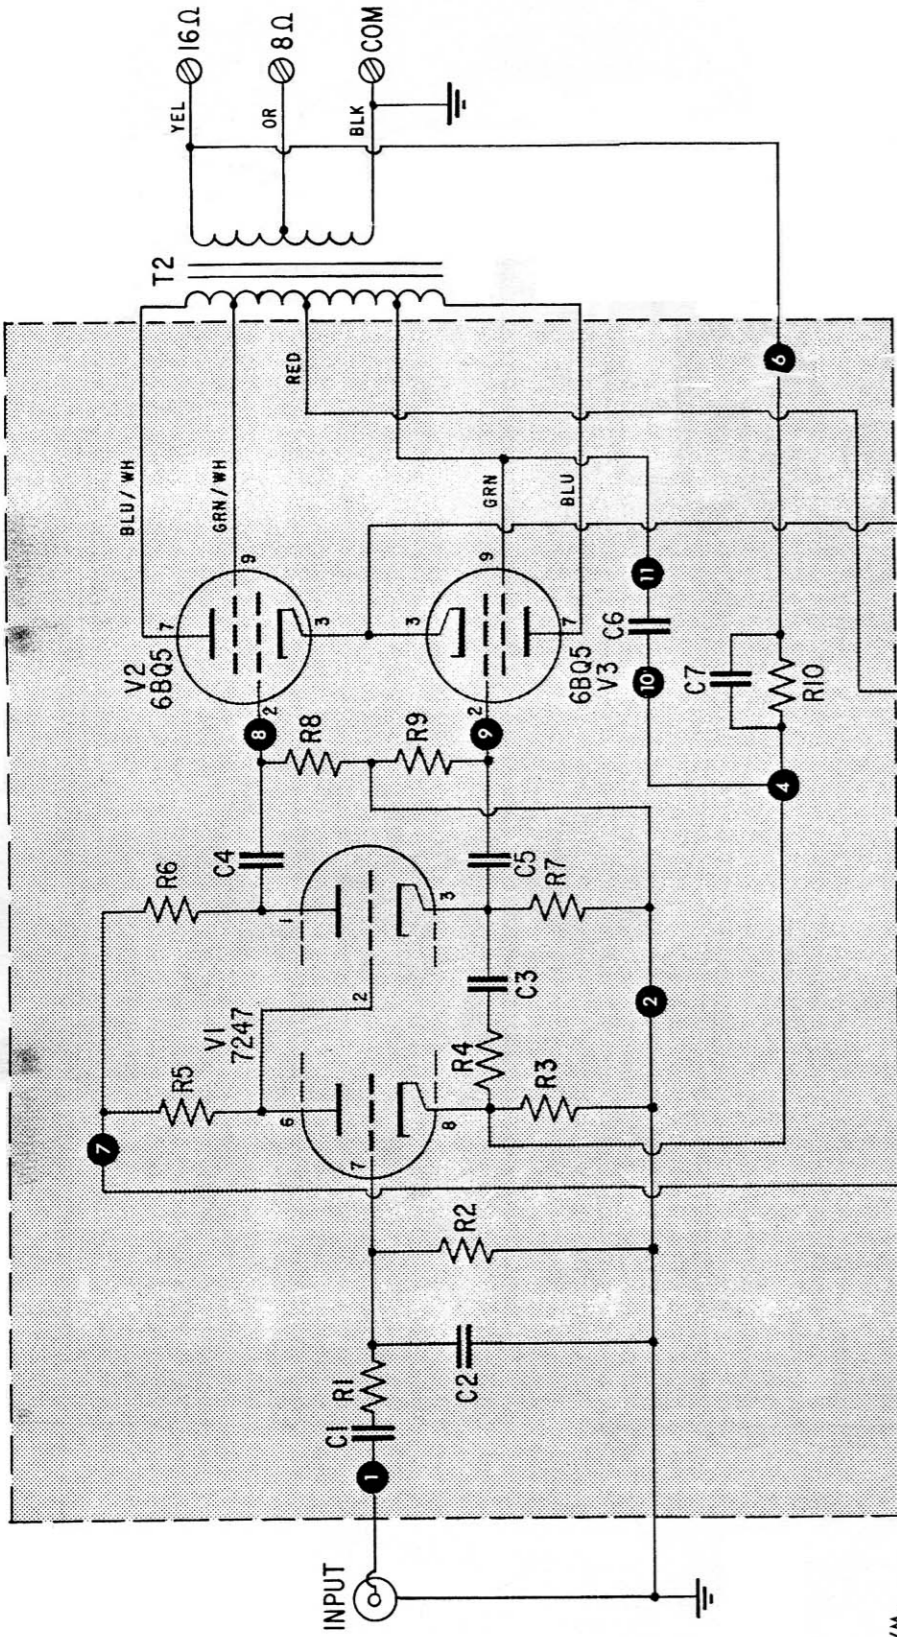 INPUT
1
C1
R1
C2
R2
7
R5
R6
V1
7247
6
7
8
2
1
3
R4
C3
R3
R7
2
C4
C5
8
R8
R9
9
V2
6BQ5
2
7
9
3
3
2
9
7
6BQ5
V3
10
C6
11
C7
R10
4
6
BLU/WH
GRN/WH
RED
GRN
BLU
T2
YEL
16Ω
OR
8Ω
BLK
COM